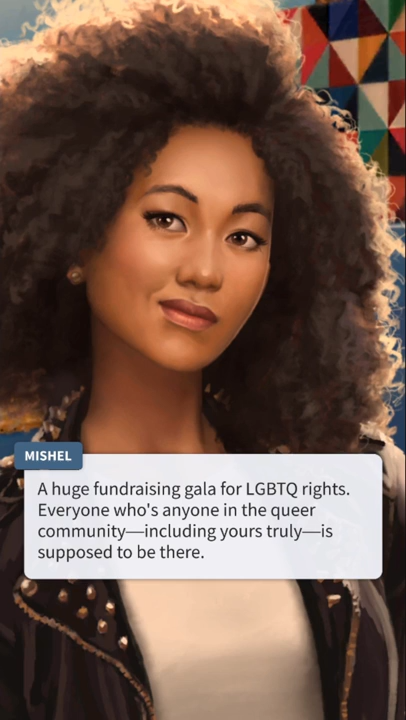 MISHEL
A huge fundraising gala for LGBTQ rights.
Everyone who's anyone in the queer
community—including yours truly—is
supposed to be there.